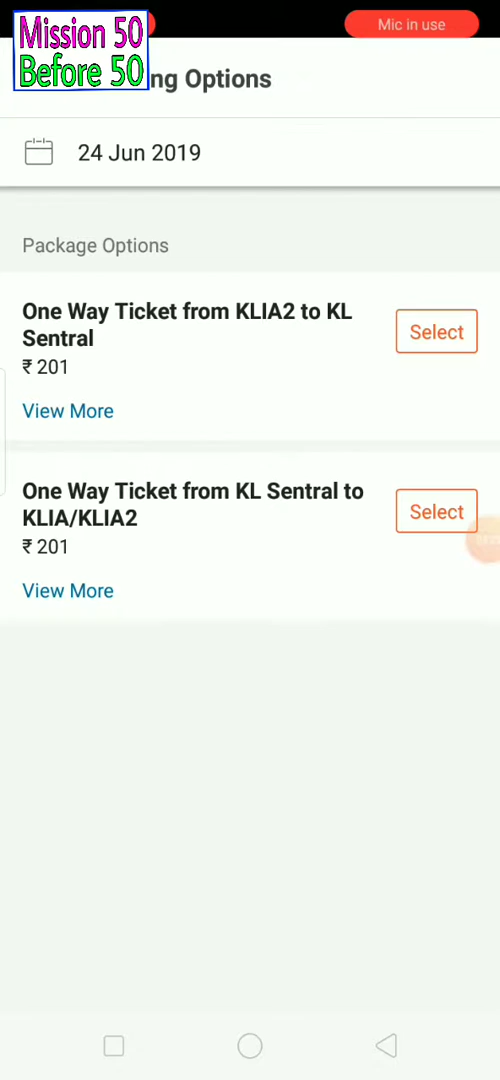 Mission 50
Before 50
Mic in use
ng Options
24 Jun 2019
Package Options
One Way Ticket from KLIA2 to KL
Sentral
Select
₹ 201
View More
One Way Ticket from KL Sentral to
KLIA/KLIA2
Select
₹ 201
View More